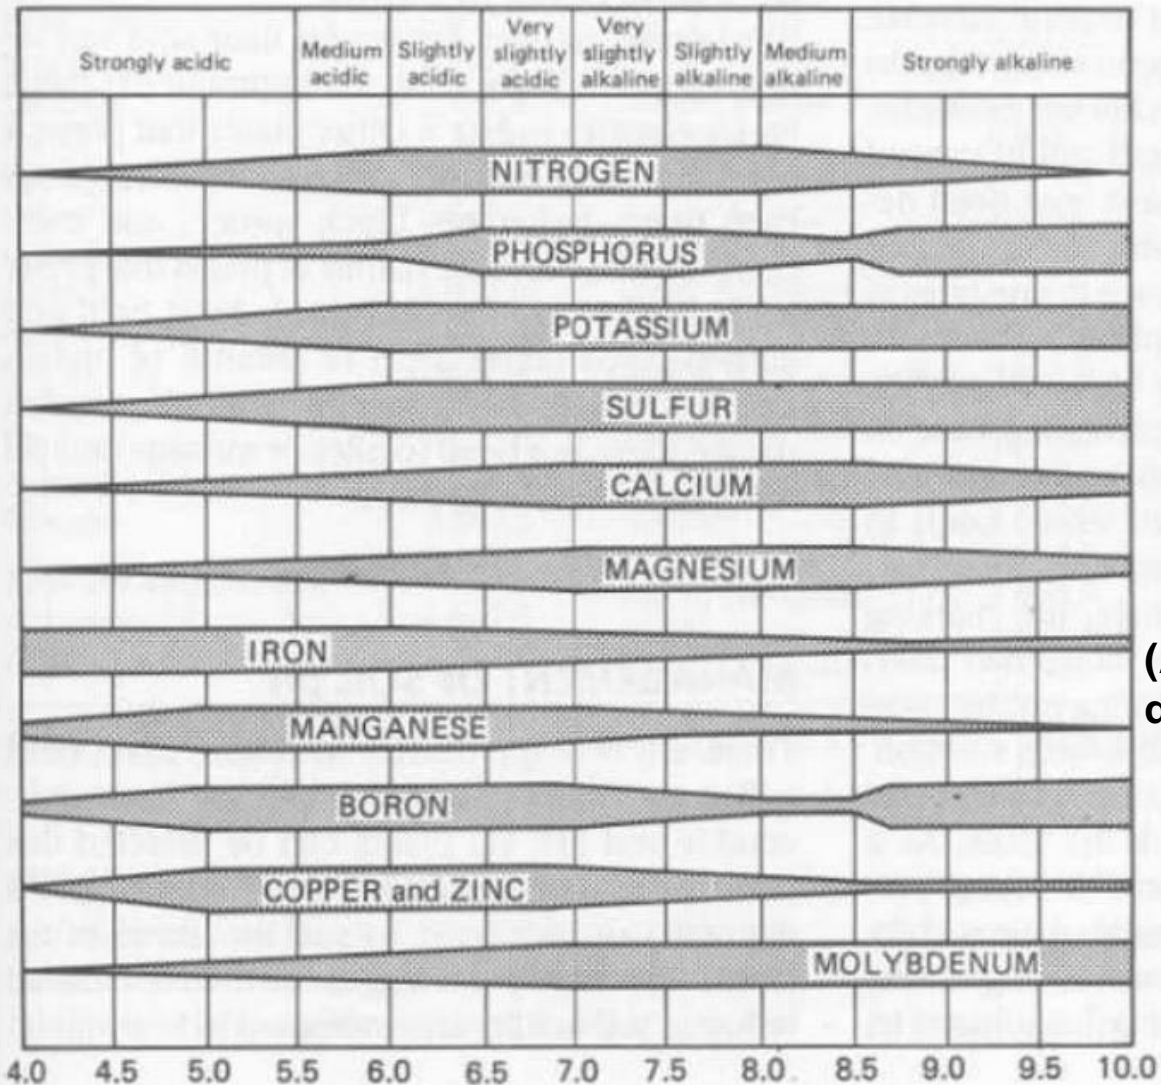 Strongly acidic
Medium
acidic
Slightly
acidic
Very
slightly
acidic
Very
slightly
alkaline
Slightly
alkaline
Medium
alkaline
Strongly alkaline
NITROGEN
PHOSPHORUS
POTASSIUM
SULFUR
CALCIUM
MAGNESIUM
IRON
MANGANESE
BORON
COPPER and ZINC
MOLYBDENUM
4.0 4.5 5.0 5.5 6.0 6.5 7.0 7.5 8.0 8.5 9.0 9.5 10.0